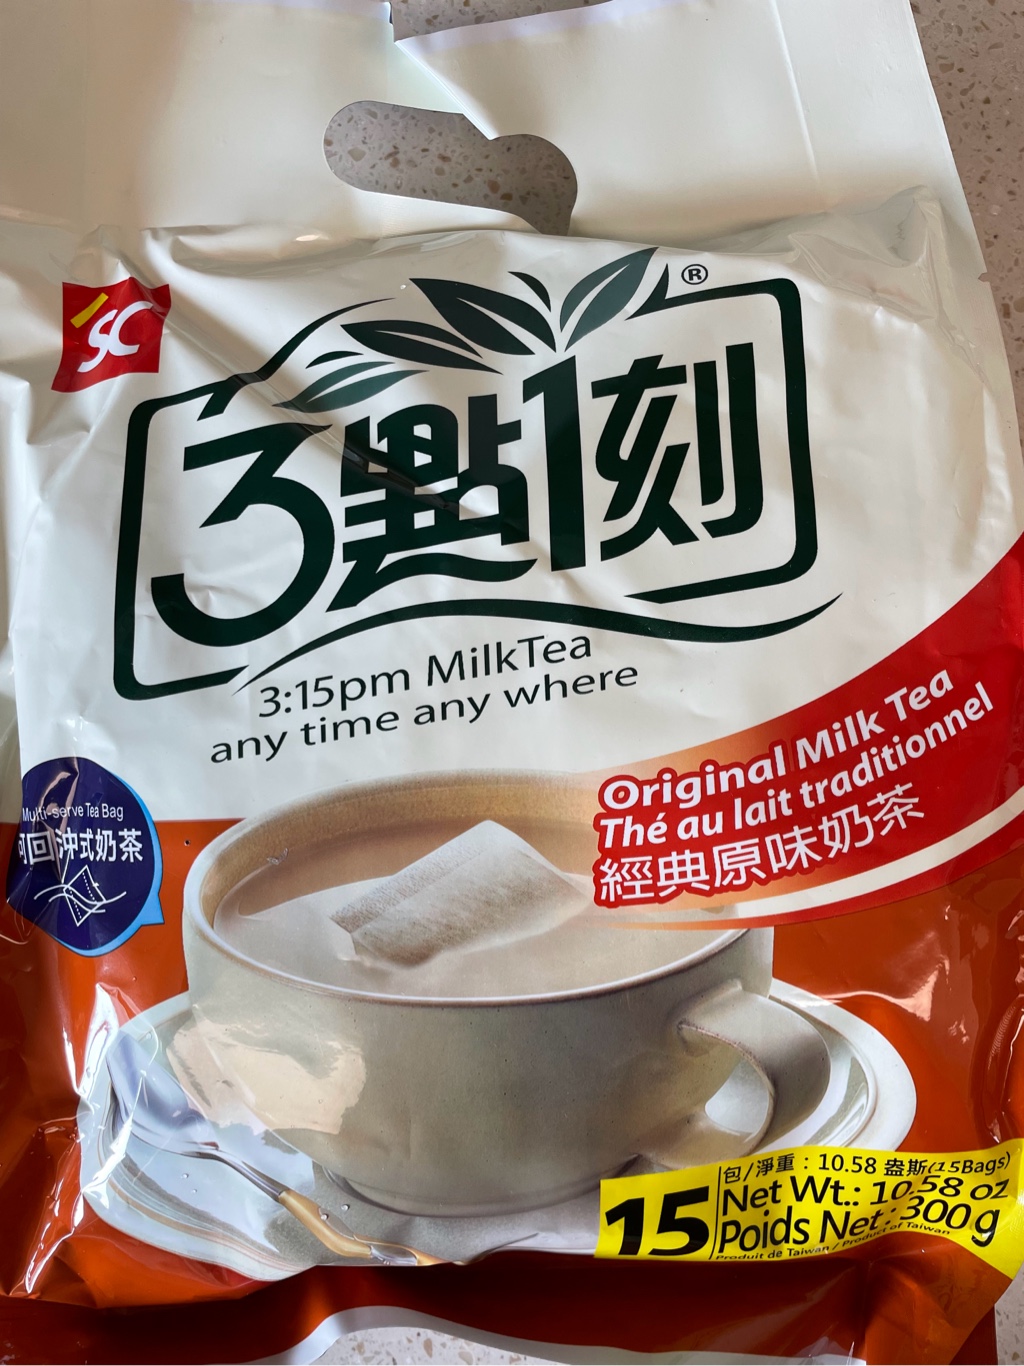 SC
®
3點1刻
3:15pm MilkTea
any time any where
Original Milk Tea
Thé au lait traditionnel
經典原味奶茶
Multi-serve Tea Bag
可回沖式奶茶
15
包/淨重：10.58 盎斯(15Bags)
Net Wt.: 10.58 oz
Poids Net: 300g
Produit de Taiwan / Product of Taiwan